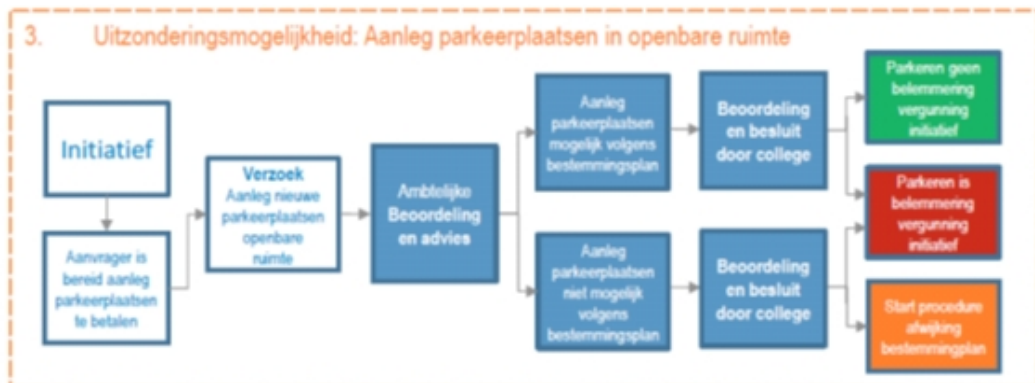 3. Uitzonderingsmogelijkheid: Aanleg parkeerplaatsen in openbare ruimte
Initiatief
Aanvrager is
bereid aanleg
parkeerplaatsen
te betalen
Verzoek
Aanleg nieuwe
parkeerplaatsen
openbare
ruimte
Ambtelijke
Beoordeling
en advies
Aanleg
parkeerplaatsen
mogelijk volgens
bestemmingsplan
Beoordeling
en besluit
door college
Parkeren geen
belemmering
vergunning
initiatief
Parkeren is
belemmering
vergunning
initiatief
Aanleg
parkeerplaatsen
niet mogelijk
volgens
bestemmingsplan
Beoordeling
en besluit
door college
Start procedure
afwijking
bestemmingplan